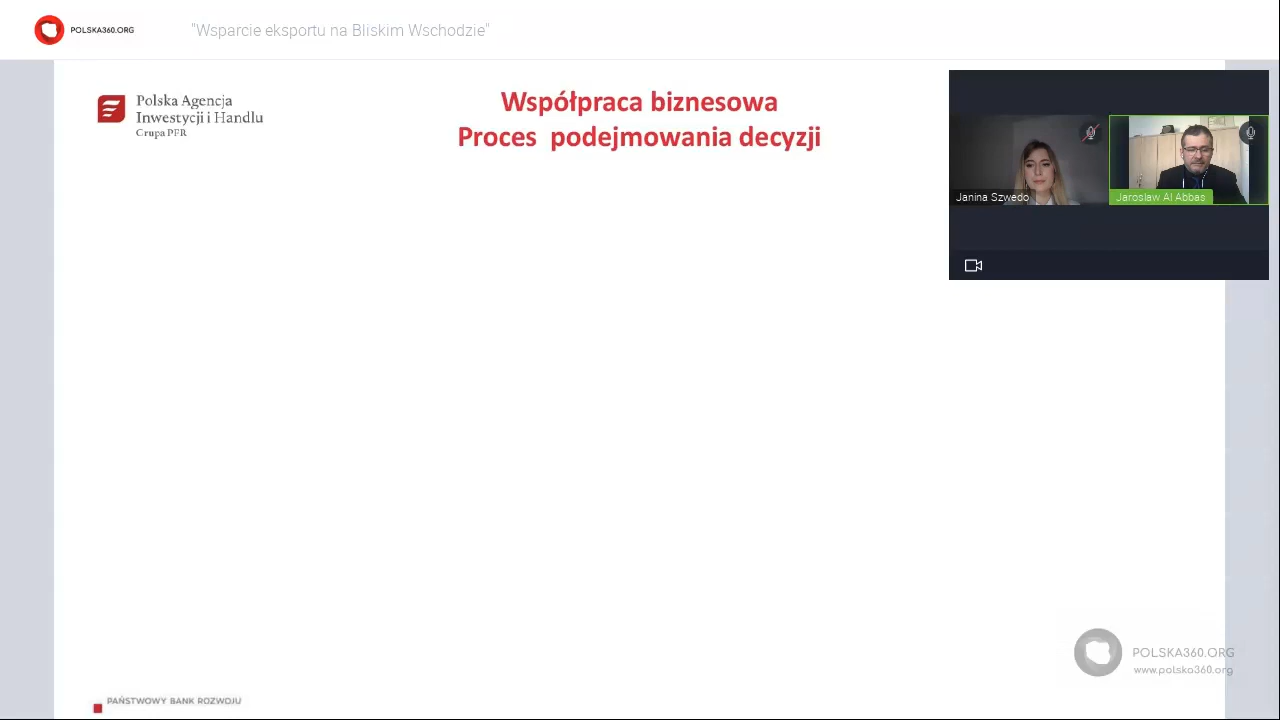 POLSKA360.ORG
"Wsparcie eksportu na Bliskim Wschodzie"
Polska Agencja
Inwestycji i Handlu
Grupa PFR
Współpraca biznesowa
Proces podejmowania decyzji
Janina Szwedo
Jaroslaw Al Abbas
POLSKA360.ORG
www.polska360.org
PAŃSTWOWY BANK ROZWOJU